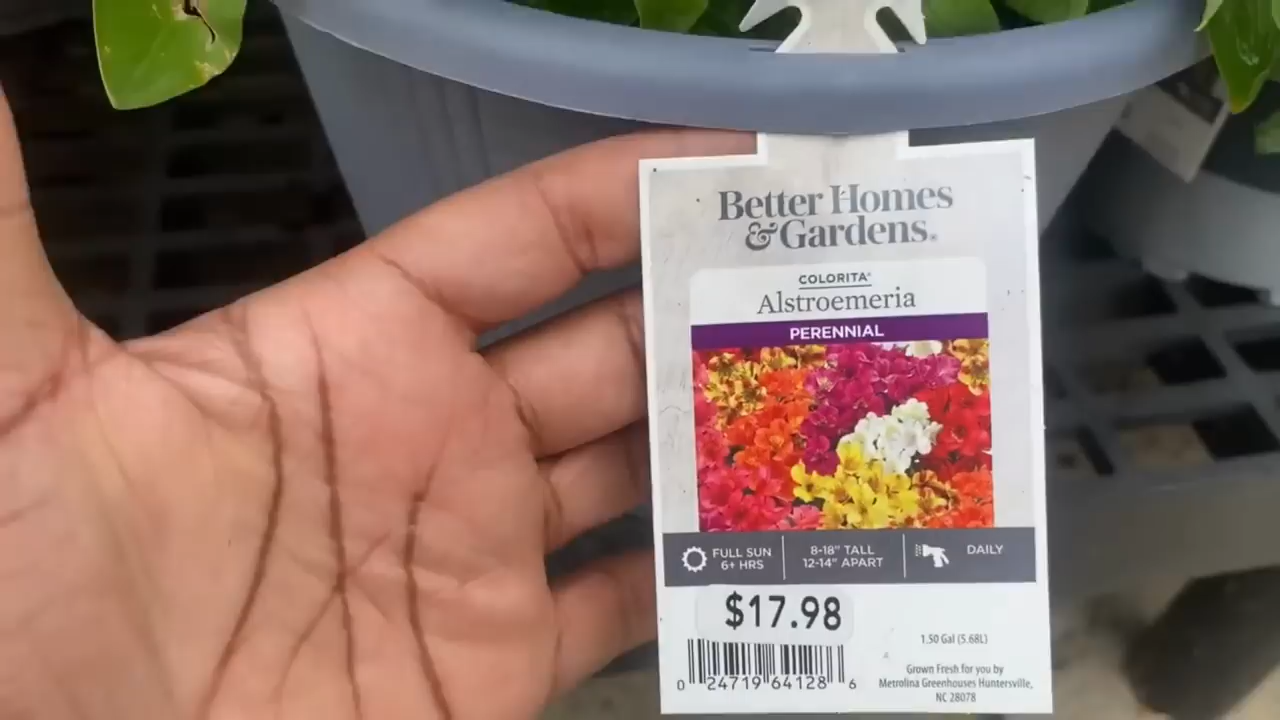 Better Homes
& Gardens®
COLORITA®
Alstroemeria
PERENNIAL
FULL SUN
6+ HRS
8-18" TALL
12-14" APART
DAILY
$17.98
0 24719 64128 6
1.50 Gal (5.68L)
Grown Fresh for you by
Metrolina Greenhouses Huntersville,
NC 28078